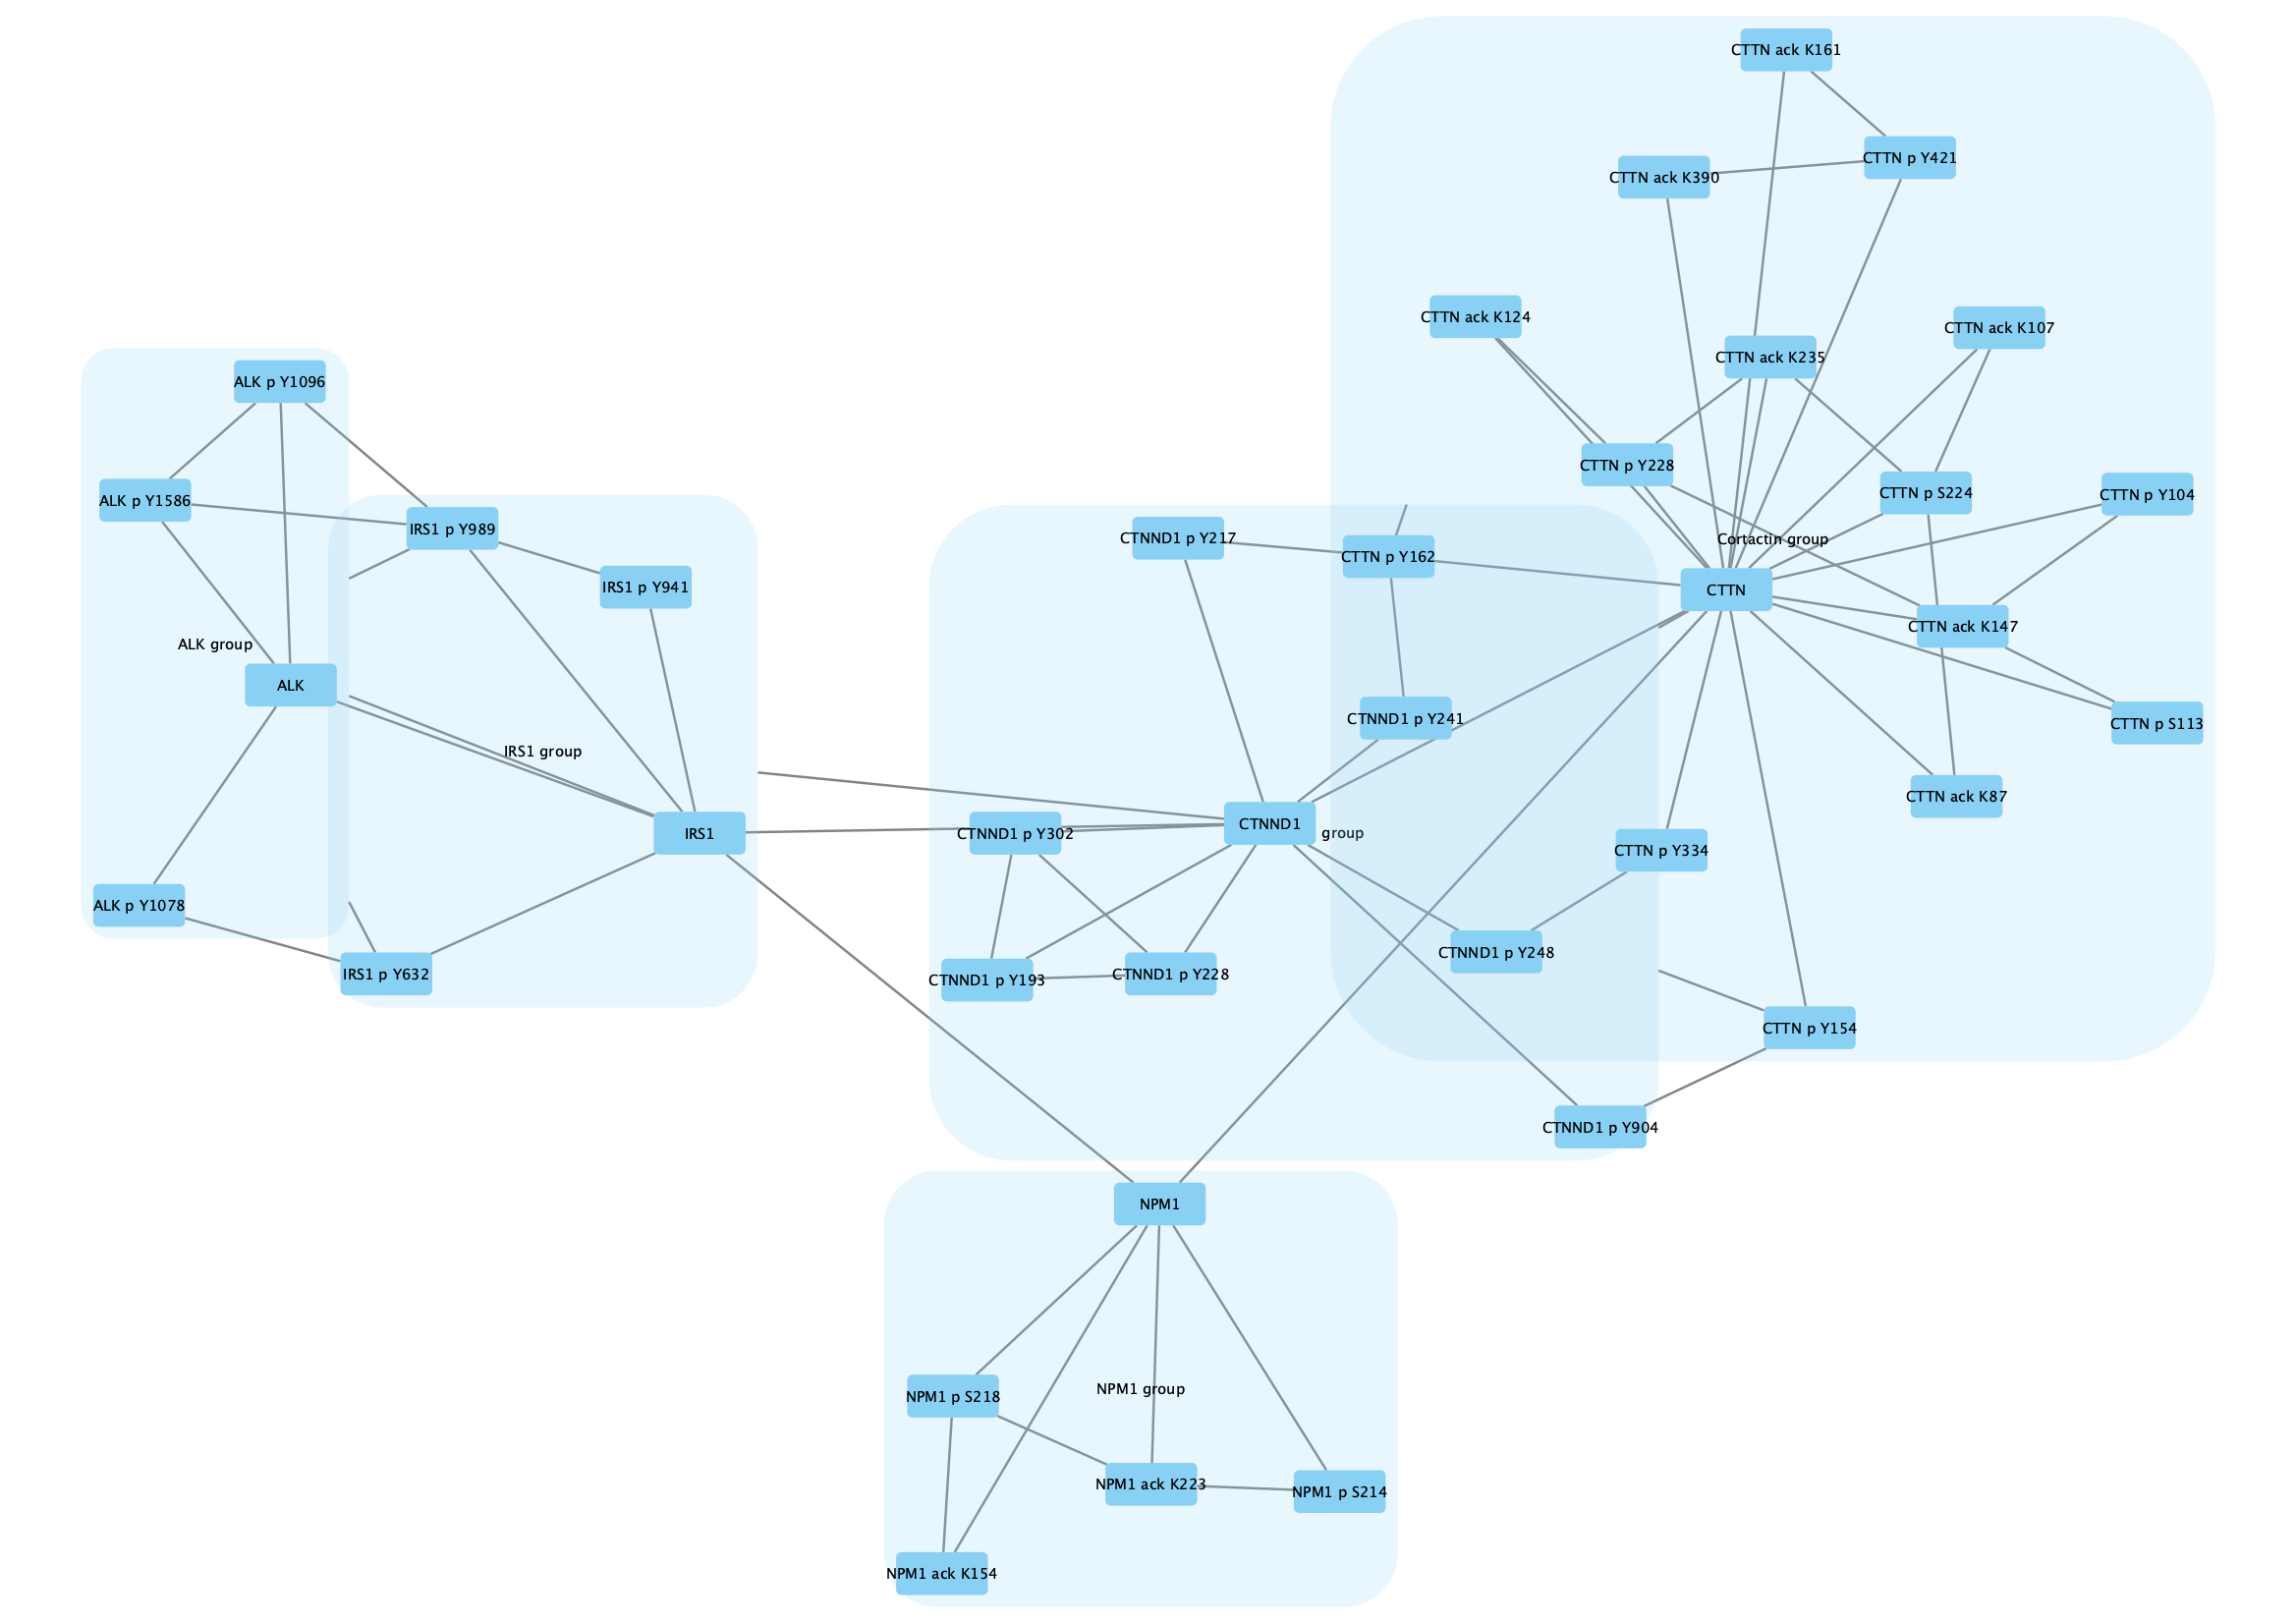 CTTN ack K161
CTTN p Y421
CTTN ack K390
CTTN ack K124
CTTN ack K107
CTTN ack K235
ALK p Y1096
CTTN p Y228
CTTN p S224
CTTN p Y104
ALK p Y1586
IRS1 p Y989
CTNND1 p Y217
Cortactin group
CTTN p Y162
IRS1 p Y941
CTTN
CTTN ack K147
ALK group
ALK
CTNND1 p Y241
CTTN p S113
IRS1 group
CTTN ack K87
CTNND1
IRS1
CTNND1 p Y302
group
CTTN p Y334
ALK p Y1078
CTNND1 p Y248
IRS1 p Y632
CTNND1 p Y193
CTNND1 p Y228
CTTN p Y154
CTNND1 p Y904
NPM1
NPM1 group
NPM1 p S218
NPM1 ack K223
NPM1 p S214
NPM1 ack K154